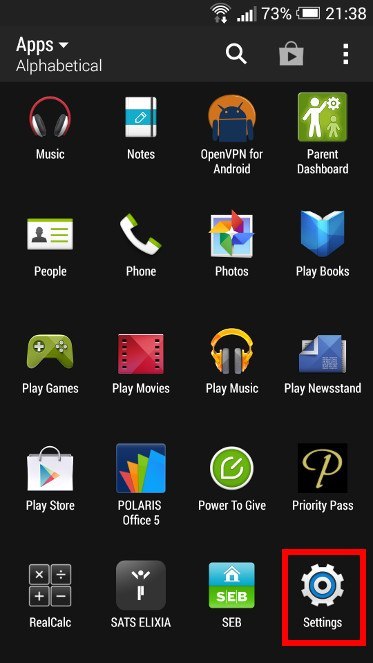 73% 21:38
Apps
Alphabetical
Music Notes OpenVPN for Android Parent Dashboard
People Phone Photos Play Books
Play Games Play Movies Play Music Play Newsstand
Play Store POLARIS Office 5 Power To Give Priority Pass
P
SEB
RealCalc SATS ELIXIA SEB Settings